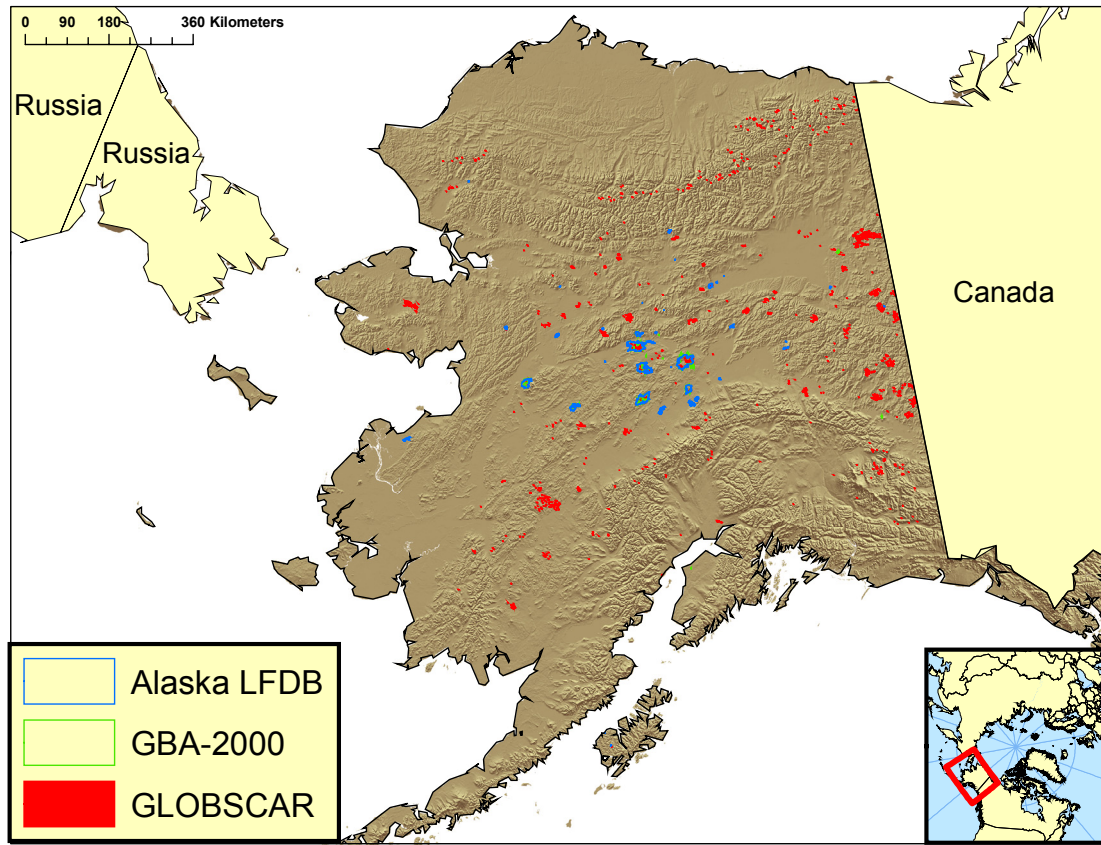 0 90 180 360 Kilometers
Russia
Russia
Canada
Alaska LFDB
GBA-2000
GLOBSCAR